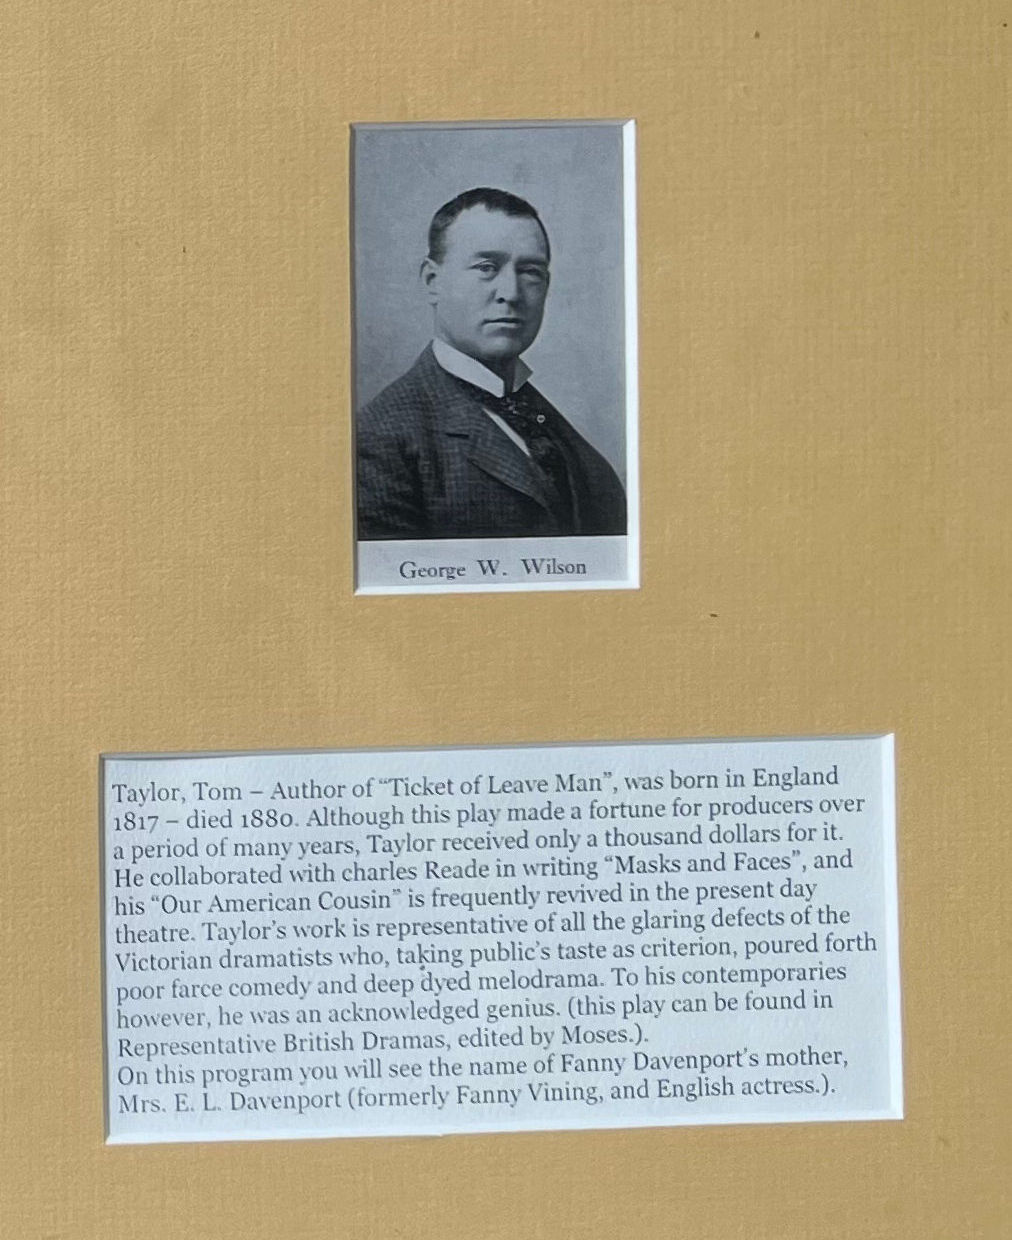 George W. Wilson
Taylor, Tom – Author of “Ticket of Leave Man”, was born in England
1817 – died 1880. Although this play made a fortune for producers over
a period of many years, Taylor received only a thousand dollars for it.
He collaborated with charles Reade in writing “Masks and Faces”, and
his “Our American Cousin” is frequently revived in the present day
theatre. Taylor’s work is representative of all the glaring defects of the
Victorian dramatists who, taking public’s taste as criterion, poured forth
poor farce comedy and deep dyed melodrama. To his contemporaries
however, he was an acknowledged genius. (this play can be found in
Representative British Dramas, edited by Moses.).
On this program you will see the name of Fanny Davenport’s mother,
Mrs. E. L. Davenport (formerly Fanny Vining, and English actress.).